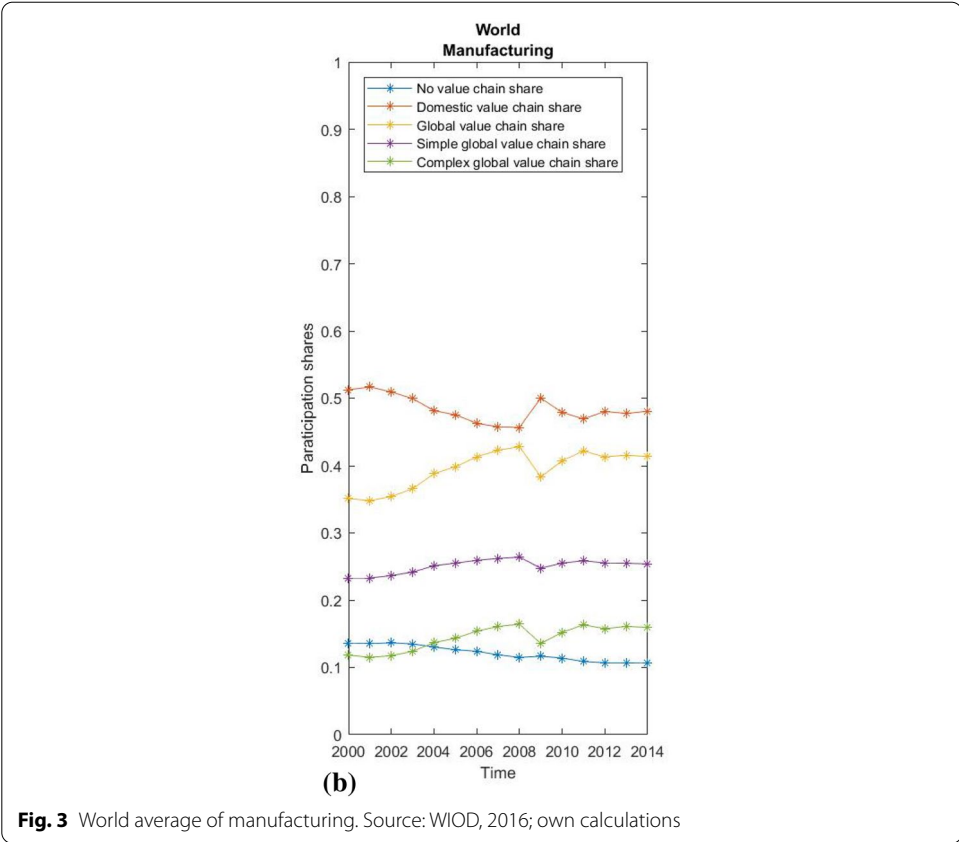 World
Manufacturing
1
No value chain share
Domestic value chain share
Global value chain share
Simple global value chain share
Complex global value chain share
0.9
0.8
0.7
0.6
0.5
0.4
0.3
0.2
0.1
0
Paraticipation shares
2000 2002 2004 2006 2008 2010 2012 2014
Time
(b)
Fig. 3 World average of manufacturing. Source: WIOD, 2016; own calculations